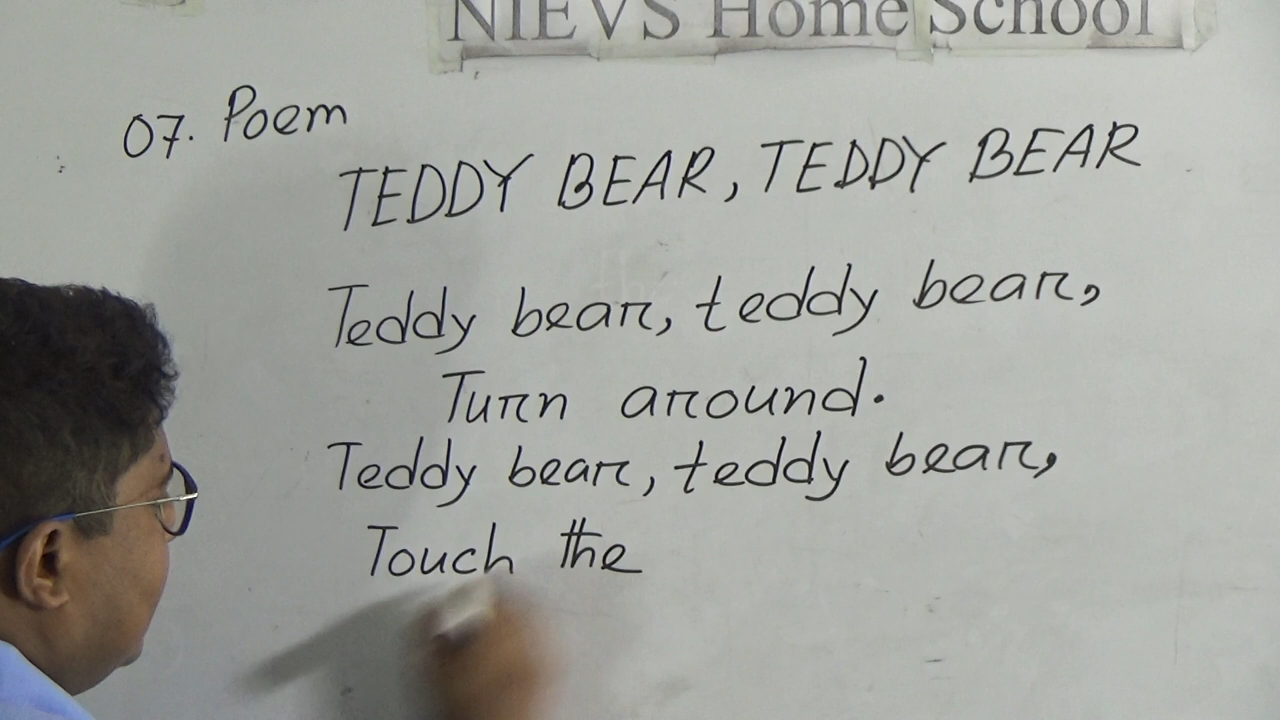 NIEVS Home School
07. Poem
TEDDY BEAR, TEDDY BEAR
Teddy bear, teddy bear,
Turn around.
Teddy bear, teddy bear,
Touch the